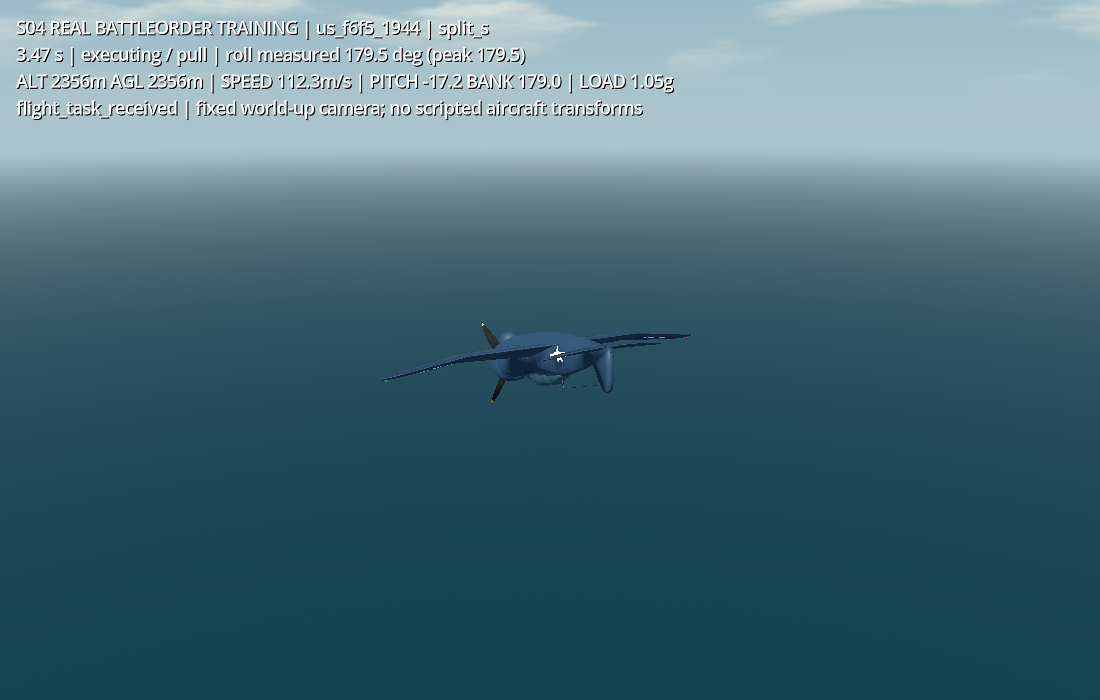 S04 REAL BATTLEORDER TRAINING | us_f6f5_1944 | split_s
3.47 s | executing / pull | roll measured 179.5 deg (peak 179.5)
ALT 2356m AGL 2356m | SPEED 112.3m/s | PITCH -17.2 BANK 179.0 | LOAD 1.05g
flight_task_received | fixed world-up camera; no scripted aircraft transforms